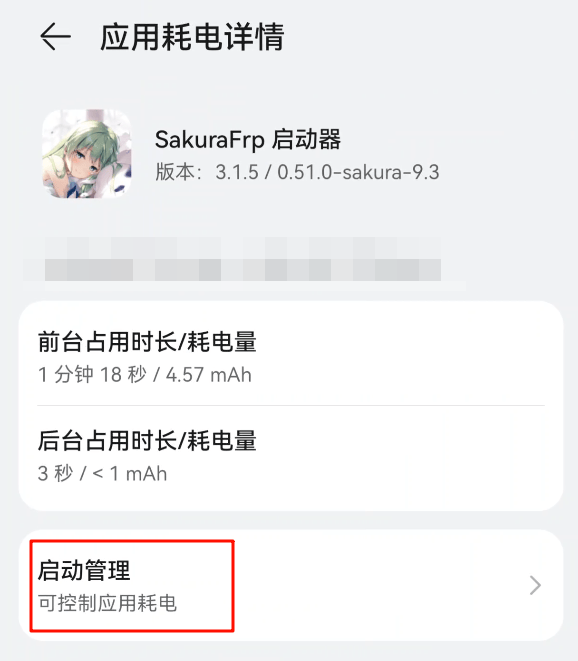 应用耗电详情
SakuraFrp 启动器
版本：3.1.5 / 0.51.0-sakura-9.3
前台占用时长/耗电量
1 分钟 18 秒 / 4.57 mAh
后台占用时长/耗电量
3 秒 / < 1 mAh
启动管理
可控制应用耗电